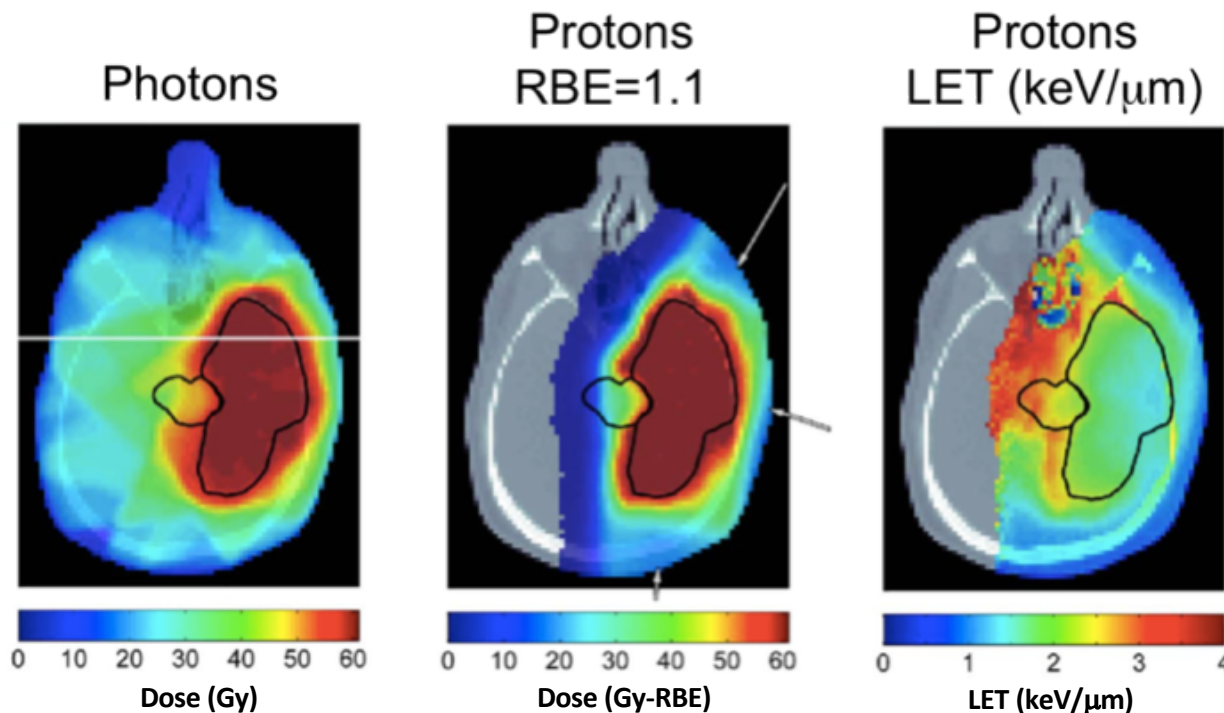 Photons
Protons
RBE=1.1
Protons
LET (keV/μm)
0 10 20 30 40 50 60
0 10 20 30 40 50 60
0 1 2 3 4
Dose (Gy)
Dose (Gy-RBE)
LET (keV/μm)